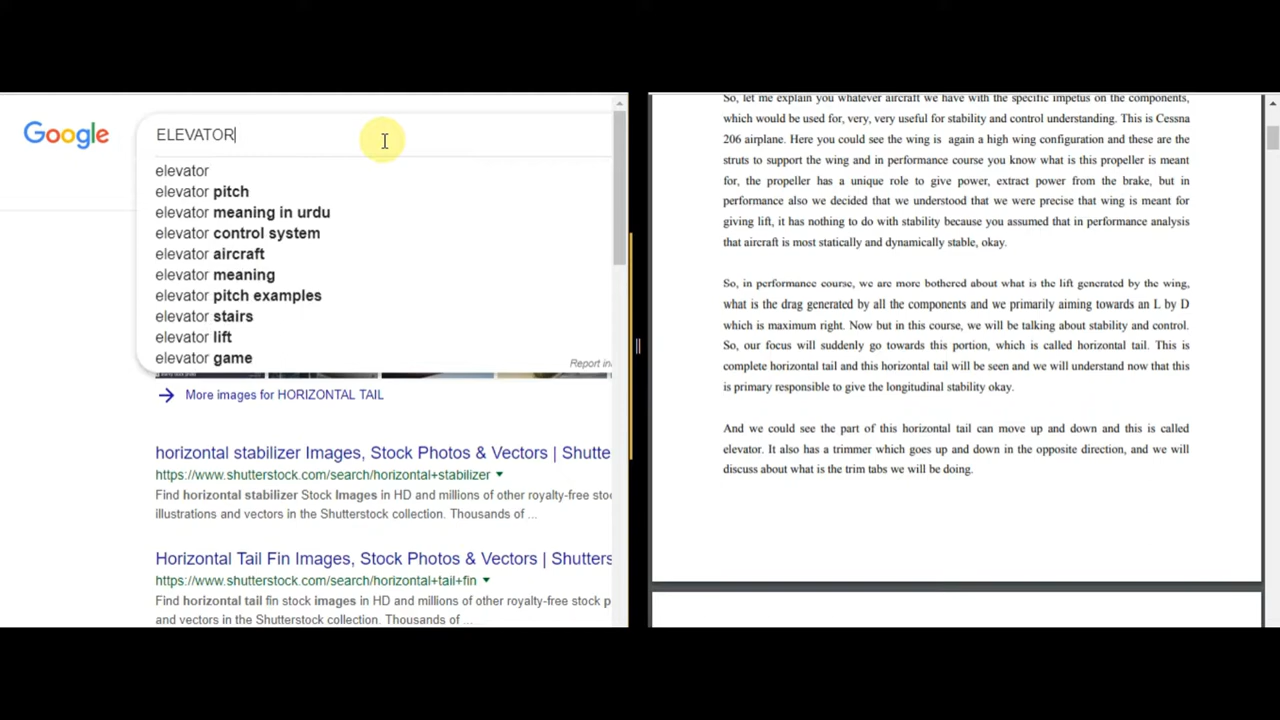 Google
ELEVATOR
elevator
elevator pitch
elevator meaning in urdu
elevator control system
elevator aircraft
elevator meaning
elevator pitch examples
elevator stairs
elevator lift
elevator game
Report in
More images for HORIZONTAL TAIL
horizontal stabilizer Images, Stock Photos & Vectors | Shutte
https://www.shutterstock.com/search/horizontal+stabilizer
Find horizontal stabilizer Stock Images in HD and millions of other royalty-free sto
illustrations and vectors in the Shutterstock collection. Thousands of ...
Horizontal Tail Fin Images, Stock Photos & Vectors | Shutters
https://www.shutterstock.com/search/horizontal+tail+fin
Find horizontal tail fin stock images in HD and millions of other royalty-free stock p
and vectors in the Shutterstock collection. Thousands of ...
So, let me explain you whatever aircraft we have with the specific impetus on the components,
which would be used for, very, very useful for stability and control understanding. This is Cessna
206 airplane. Here you could see the wing is again a high wing configuration and these are the
struts to support the wing and in performance course you know what is this propeller is meant
for, the propeller has a unique role to give power, extract power from the brake, but in
performance also we decided that we understood that we were precise that wing is meant for
giving lift, it has nothing to do with stability because you assumed that in performance analysis
that aircraft is most statically and dynamically stable, okay.
So, in performance course, we are more bothered about what is the lift generated by the wing,
what is the drag generated by all the components and we primarily aiming towards an L by D
which is maximum right. Now but in this course, we will be talking about stability and control.
So, our focus will suddenly go towards this portion, which is called horizontal tail. This is
complete horizontal tail and this horizontal tail will be seen and we will understand now that this
is primary responsible to give the longitudinal stability okay.
And we could see the part of this horizontal tail can move up and down and this is called
elevator. It also has a trimmer which goes up and down in the opposite direction, and we will
discuss about what is the trim tabs we will be doing.